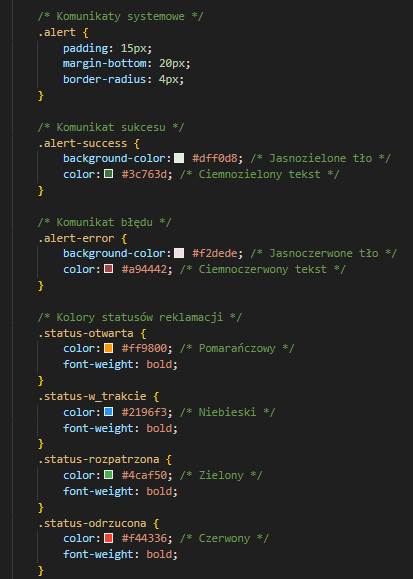 /* Komunikaty systemowe */
.alert {
    padding: 15px;
    margin-bottom: 20px;
    border-radius: 4px;
}

/* Komunikat sukcesu */
.alert-success {
    background-color: #dff0d8; /* Jasnozielone tło */
    color: #3c763d; /* Ciemnozielony tekst */
}

/* Komunikat błędu */
.alert-error {
    background-color: #f2dede; /* Jasnoczerwone tło */
    color: #a94442; /* Ciemnoczerwony tekst */
}

/* Kolory statusów reklamacji */
.status-otwarta {
    color: #ff9800; /* Pomarańczowy */
    font-weight: bold;
}
.status-w_trakcie {
    color: #2196f3; /* Niebieski */
    font-weight: bold;
}
.status-rozpatrzona {
    color: #4caf50; /* Zielony */
    font-weight: bold;
}
.status-odrzucona {
    color: #f44336; /* Czerwony */
    font-weight: bold;
}